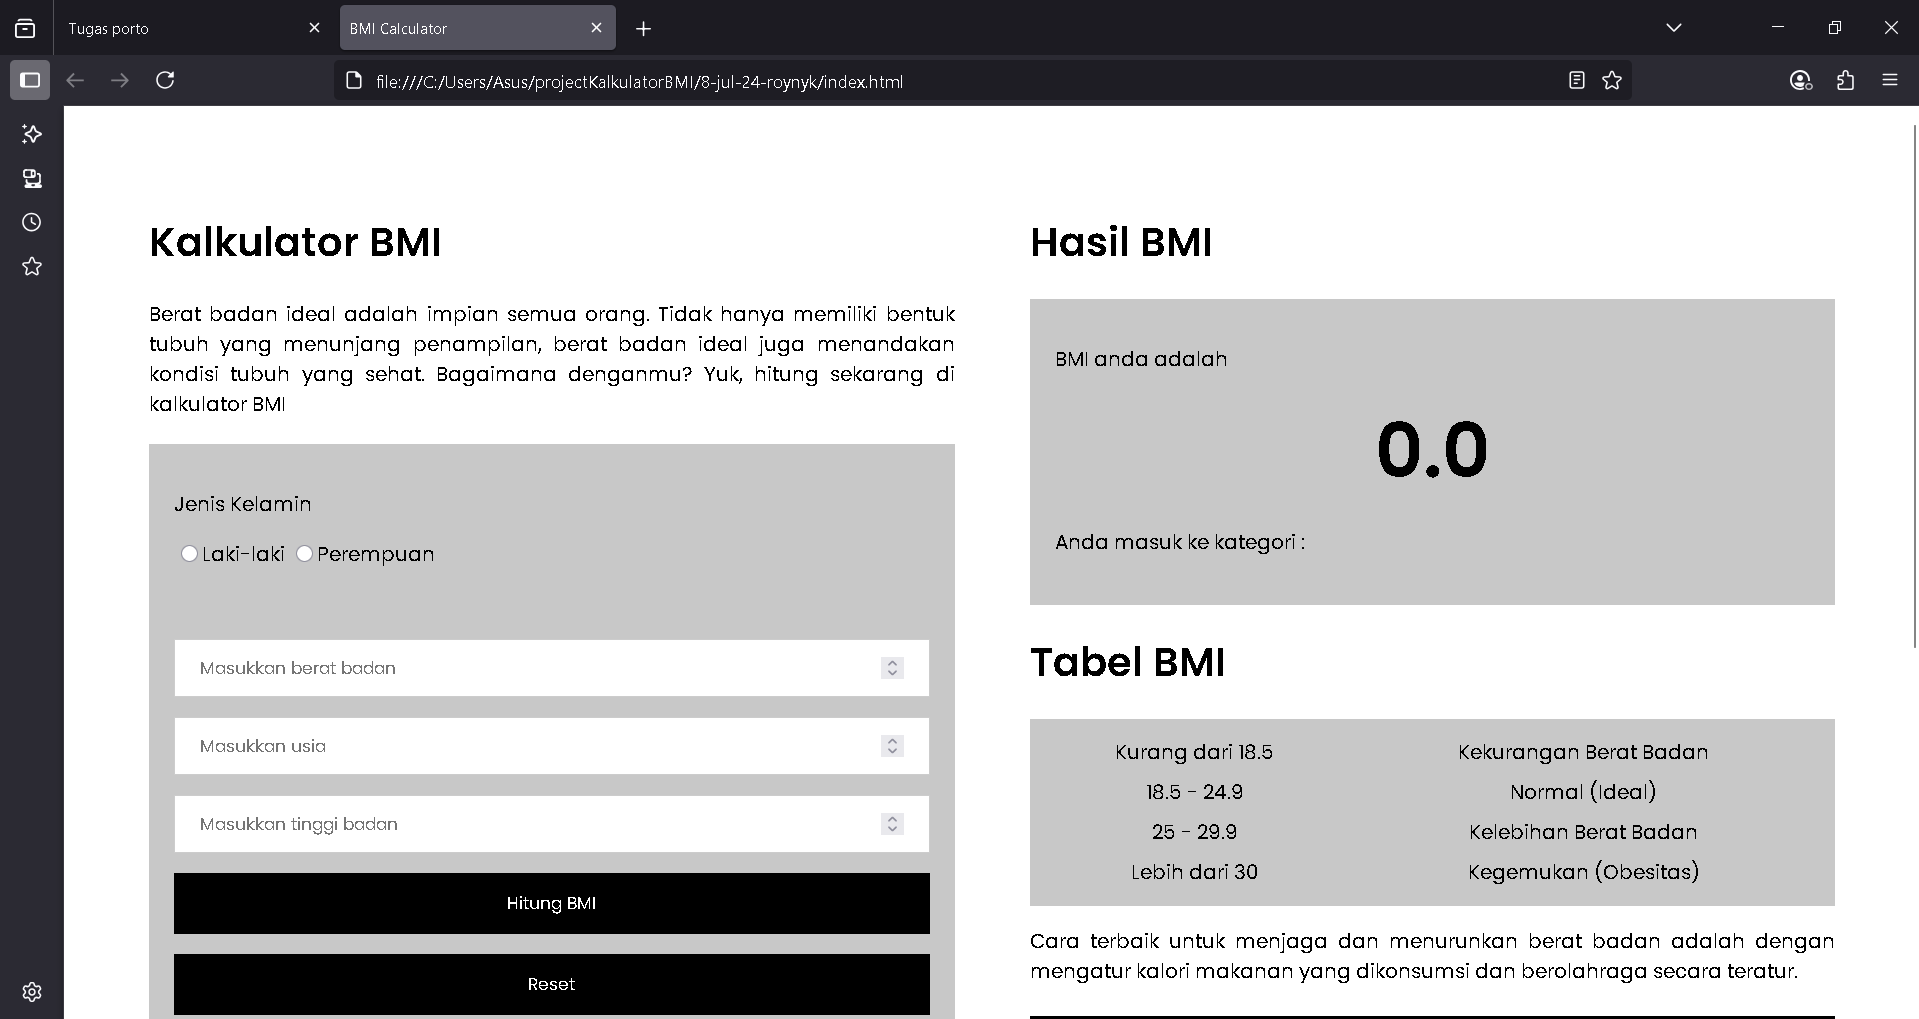 Tugas porto
BMI Calculator
file:///C:/Users/Asus/projectKalkulatorBMI/8-jul-24-roynyk/index.html
Kalkulator BMI
Berat badan ideal adalah impian semua orang. Tidak hanya memiliki bentuk
tubuh yang menunjang penampilan, berat badan ideal juga menandakan
kondisi tubuh yang sehat. Bagaimana denganmu? Yuk, hitung sekarang di
kalkulator BMI
Jenis Kelamin
Laki-laki Perempuan
Masukkan berat badan
Masukkan usia
Masukkan tinggi badan
Hitung BMI
Reset
Hasil BMI
BMI anda adalah
0.0
Anda masuk ke kategori :
Tabel BMI
Kurang dari 18.5 Kekurangan Berat Badan
18.5 - 24.9 Normal (Ideal)
25 - 29.9 Kelebihan Berat Badan
Lebih dari 30 Kegemukan (Obesitas)
Cara terbaik untuk menjaga dan menurunkan berat badan adalah dengan
mengatur kalori makanan yang dikonsumsi dan berolahraga secara teratur.